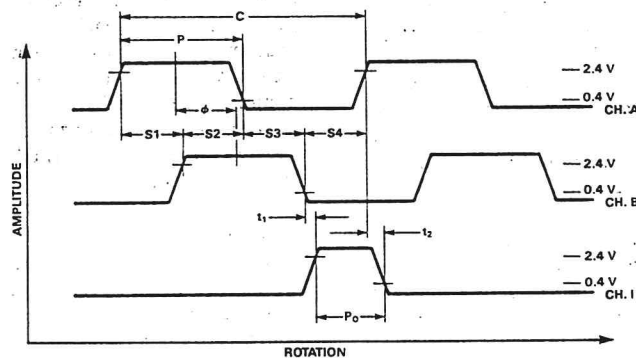 C
P
2.4 V
0.4 V
CH. A
ϕ
S1 S2 S3 S4
2.4 V
0.4 V
CH. B
t₁
t₂
2.4 V
0.4 V
CH. I
P₀
AMPLITUDE
ROTATION